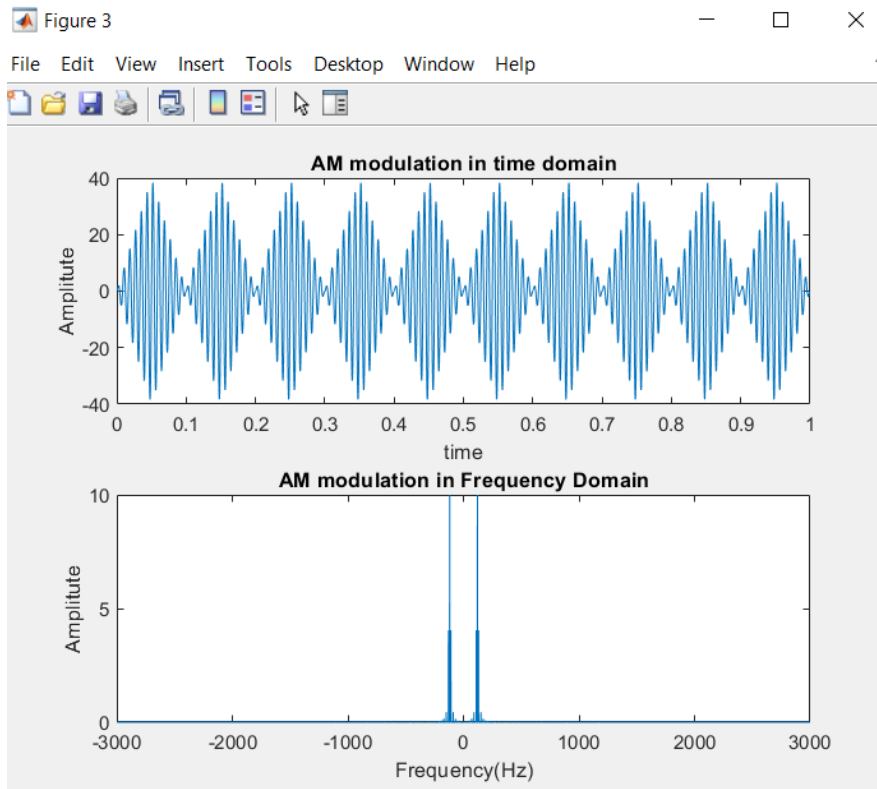 Figure 3
File Edit View Insert Tools Desktop Window Help
AM modulation in time domain
40
20
0
-20
-40
Amplitute
0 0.1 0.2 0.3 0.4 0.5 0.6 0.7 0.8 0.9 1
time
AM modulation in Frequency Domain
10
5
0
Amplitute
-3000 -2000 -1000 0 1000 2000 3000
Frequency(Hz)